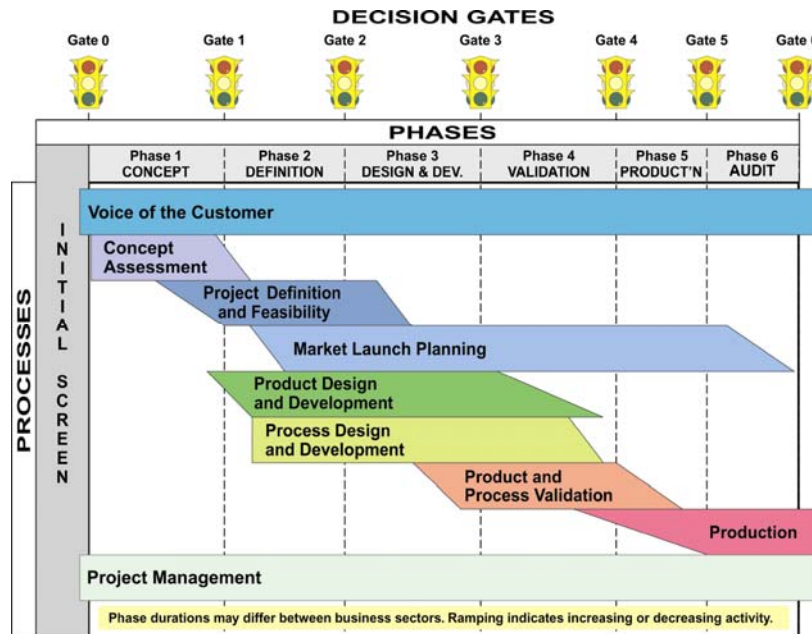 DECISION GATES
Gate 0 Gate 1 Gate 2 Gate 3 Gate 4 Gate 5 Gate
PHASES
Phase 1 Phase 2 Phase 3 Phase 4 Phase 5 Phase 6
CONCEPT DEFINITION DESIGN & DEV. VALIDATION PRODUCT'N AUDIT
PROCESSES
INITIAL SCREEN
Voice of the Customer
Concept
Assessment
Project Definition
and Feasibility
Market Launch Planning
Product Design
and Development
Process Design
and Development
Product and
Process Validation
Production
Project Management
Phase durations may differ between business sectors. Ramping indicates increasing or decreasing activity.